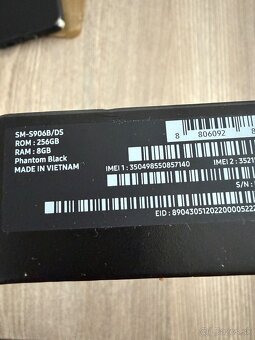 SM-S906B/DS
ROM : 256GB
RAM : 8GB
Phantom Black
MADE IN VIETNAM
8 806092
IMEI 1 : 350498550857140
IMEI 2 : 3521
S/N :
EID : 8904305120220000522